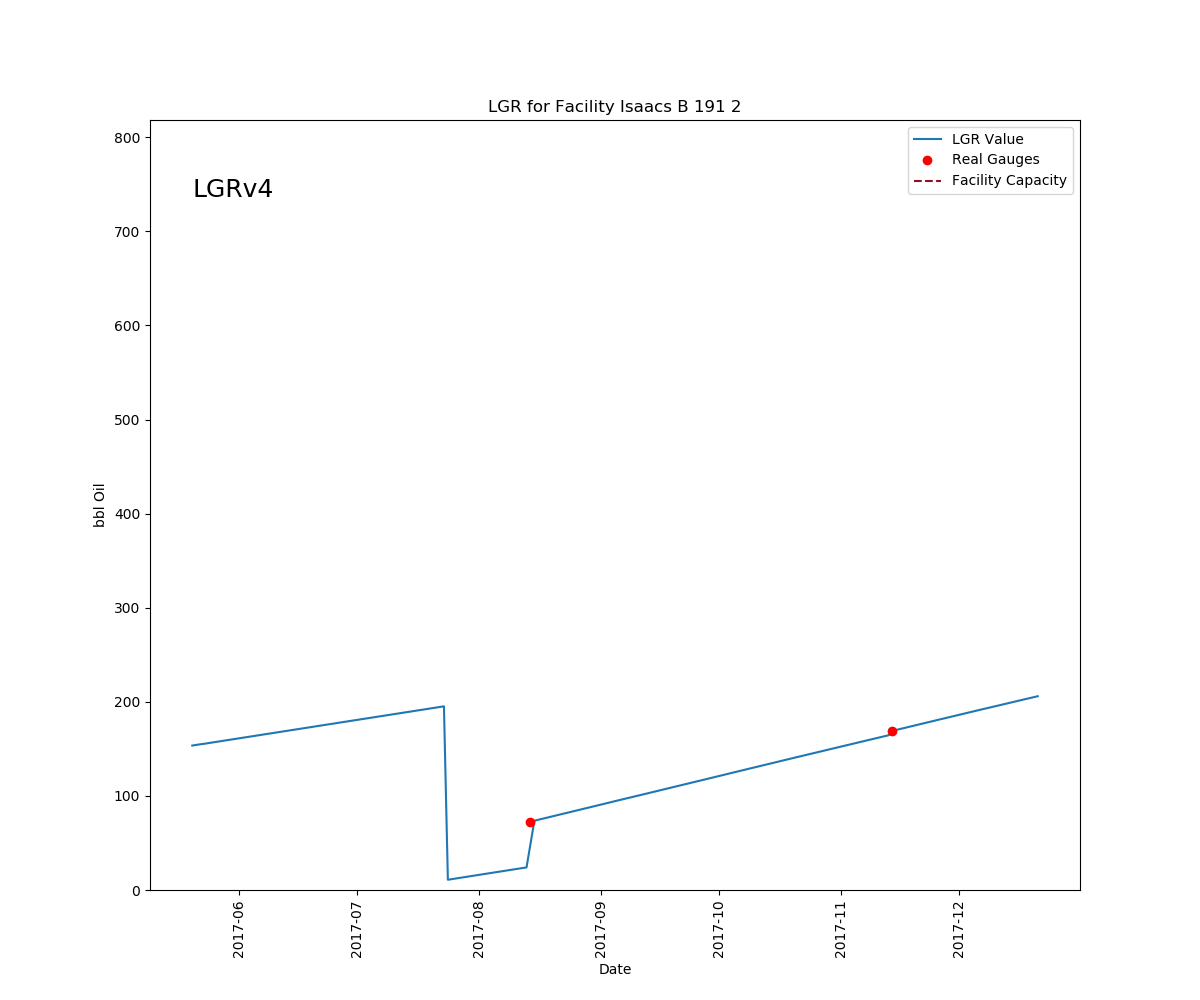 LGR for Facility Isaacs B 191 2
LGR Value
Real Gauges
Facility Capacity
LGRv4
800
700
600
500
400
300
200
100
0
bbl Oil
2017-06
2017-07
2017-08
2017-09
2017-10
2017-11
2017-12
Date